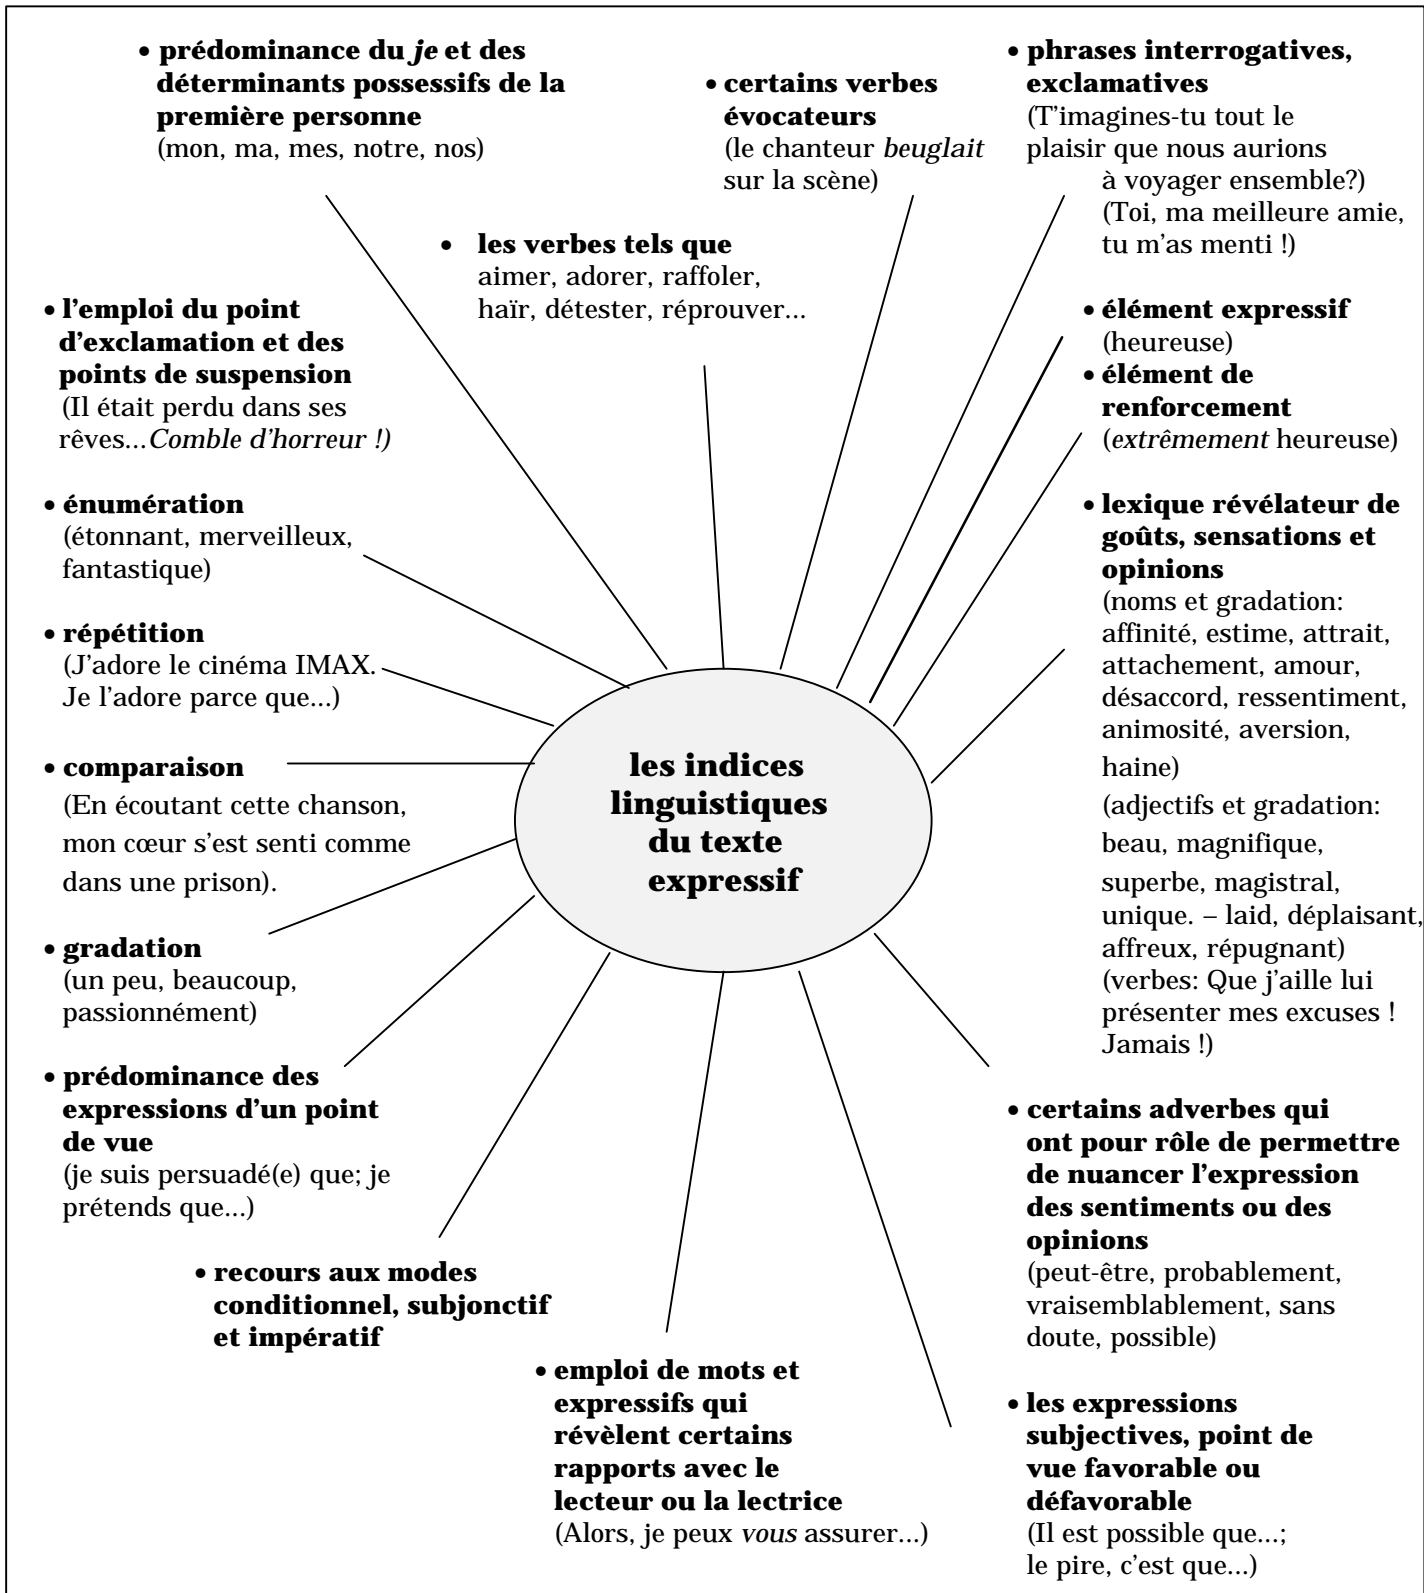 • prédominance du je et des
déterminants possessifs de la
première personne
(mon, ma, mes, notre, nos)
• certains verbes
évocateurs
(le chanteur beuglait
sur la scène)
• phrases interrogatives,
exclamatives
(T'imagines-tu tout le
plaisir que nous aurions
à voyager ensemble?)
(Toi, ma meilleure amie,
tu m'as menti !)
• les verbes tels que
aimer, adorer, raffoler,
haïr, détester, réprouver...
• l'emploi du point
d'exclamation et des
points de suspension
(Il était perdu dans ses
rêves...Comble d'horreur !)
• élément expressif
(heureuse)
• élément de
renforcement
(extrêmement heureuse)
• énumération
(étonnant, merveilleux,
fantastique)
• lexique révélateur de
goûts, sensations et
opinions
(noms et gradation:
affinité, estime, attrait,
attachement, amour,
désaccord, ressentiment,
animosité, aversion,
haine)
(adjectifs et gradation:
beau, magnifique,
superbe, magistral,
unique. – laid, déplaisant,
affreux, répugnant)
(verbes: Que j'aille lui
présenter mes excuses !
Jamais !)
• répétition
(J'adore le cinéma IMAX.
Je l'adore parce que...)
• comparaison
(En écoutant cette chanson,
mon cœur s'est senti comme
dans une prison).
les indices
linguistiques
du texte
expressif
• gradation
(un peu, beaucoup,
passionnément)
• prédominance des
expressions d'un point
de vue
(je suis persuadé(e) que; je
prétends que...)
• certains adverbes qui
ont pour rôle de permettre
de nuancer l'expression
des sentiments ou des
opinions
(peut-être, probablement,
vraisemblablement, sans
doute, possible)
• recours aux modes
conditionnel, subjonctif
et impératif
• emploi de mots et
expressifs qui
révèlent certains
rapports avec le
lecteur ou la lectrice
(Alors, je peux vous assurer...)
• les expressions
subjectives, point de
vue favorable ou
défavorable
(Il est possible que...;
le pire, c'est que...)